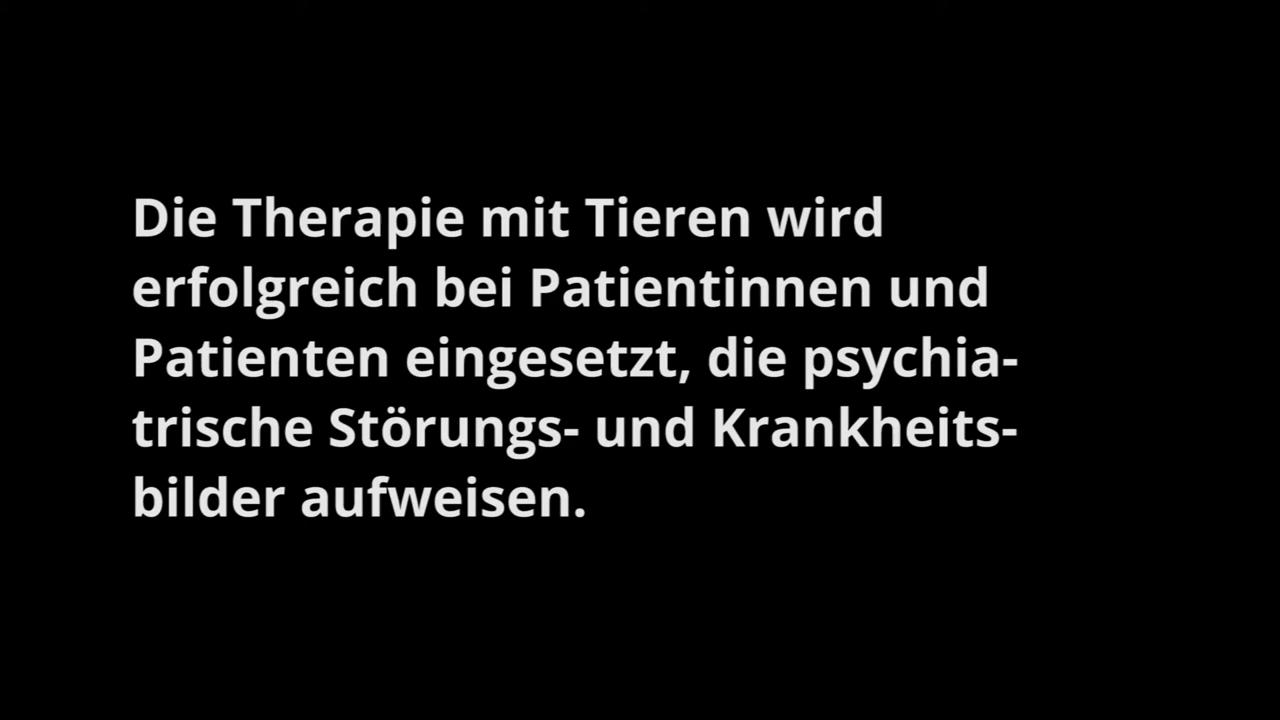 Die Therapie mit Tieren wird
erfolgreich bei Patientinnen und
Patienten eingesetzt, die psychia-
trische Störungs- und Krankheits-
bilder aufweisen.